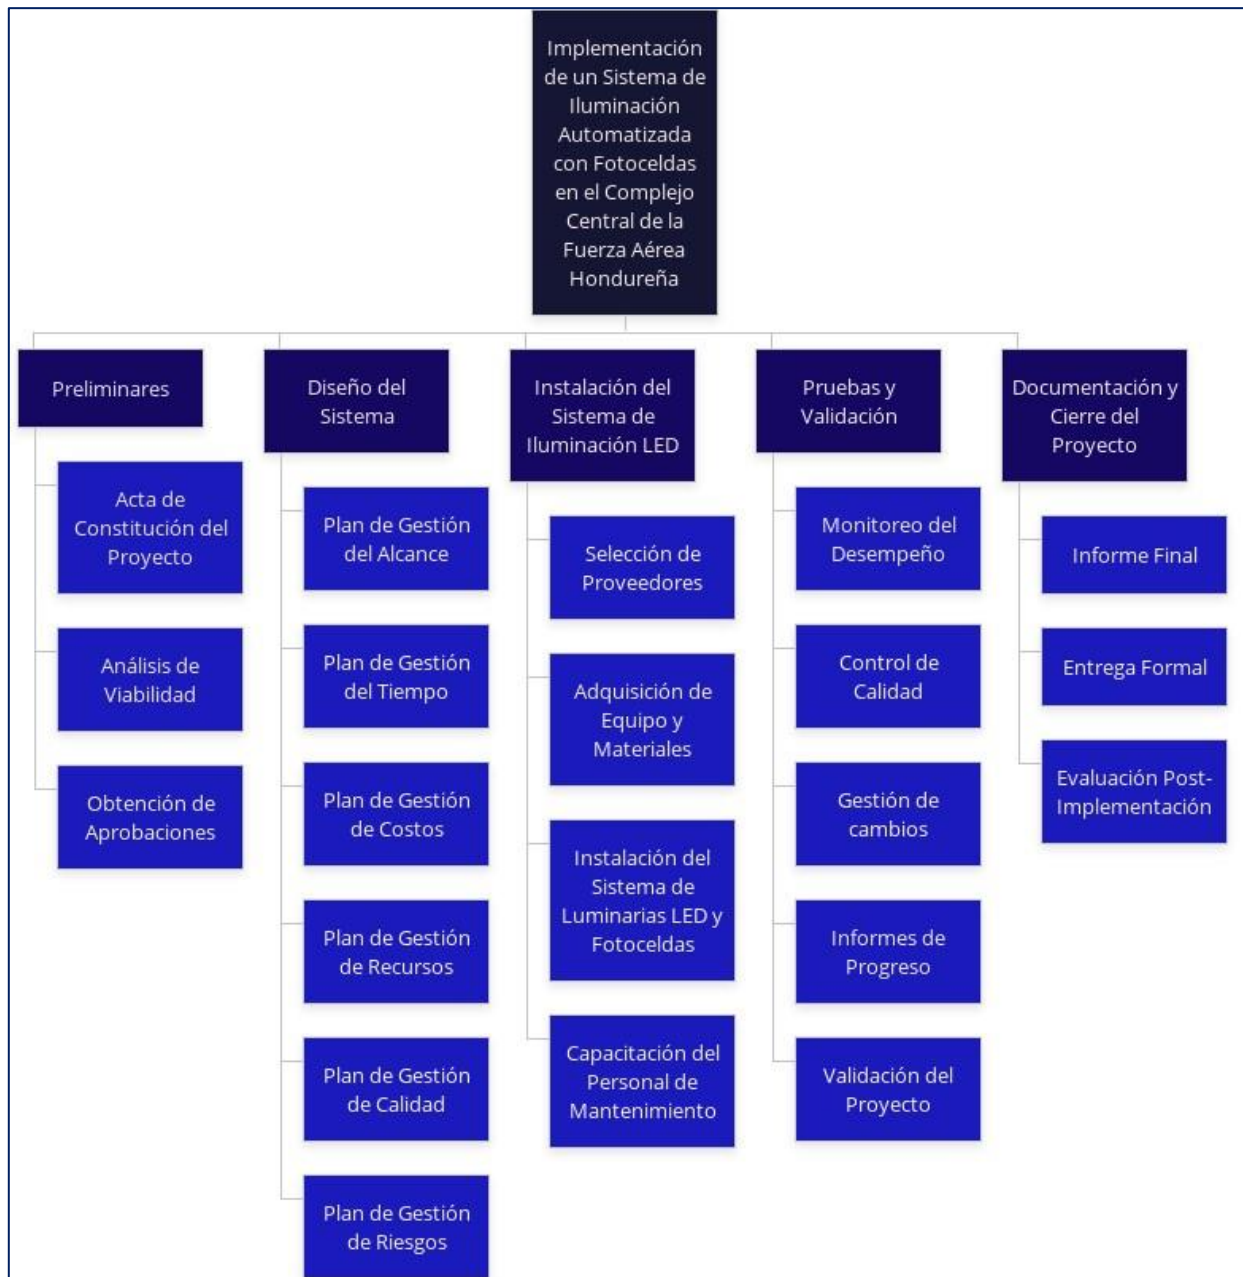 Implementación
de un Sistema de
Iluminación
Automatizada
con Fotoceldas
en el Complejo
Central de la
Fuerza Aérea
Hondureña
Preliminares
Acta de
Constitución del
Proyecto
Análisis de
Viabilidad
Obtención de
Aprobaciones
Diseño del
Sistema
Plan de Gestión
del Alcance
Plan de Gestión
del Tiempo
Plan de Gestión
de Costos
Plan de Gestión
de Recursos
Plan de Gestión
de Calidad
Plan de Gestión
de Riesgos
Instalación del
Sistema de
Iluminación LED
Selección de
Proveedores
Adquisición de
Equipo y
Materiales
Instalación del
Sistema de
Luminarias LED y
Fotoceldas
Capacitación del
Personal de
Mantenimiento
Pruebas y
Validación
Monitoreo del
Desempeño
Control de
Calidad
Gestión de
cambios
Informes de
Progreso
Validación del
Proyecto
Documentación y
Cierre del
Proyecto
Informe Final
Entrega Formal
Evaluación Post-
Implementación